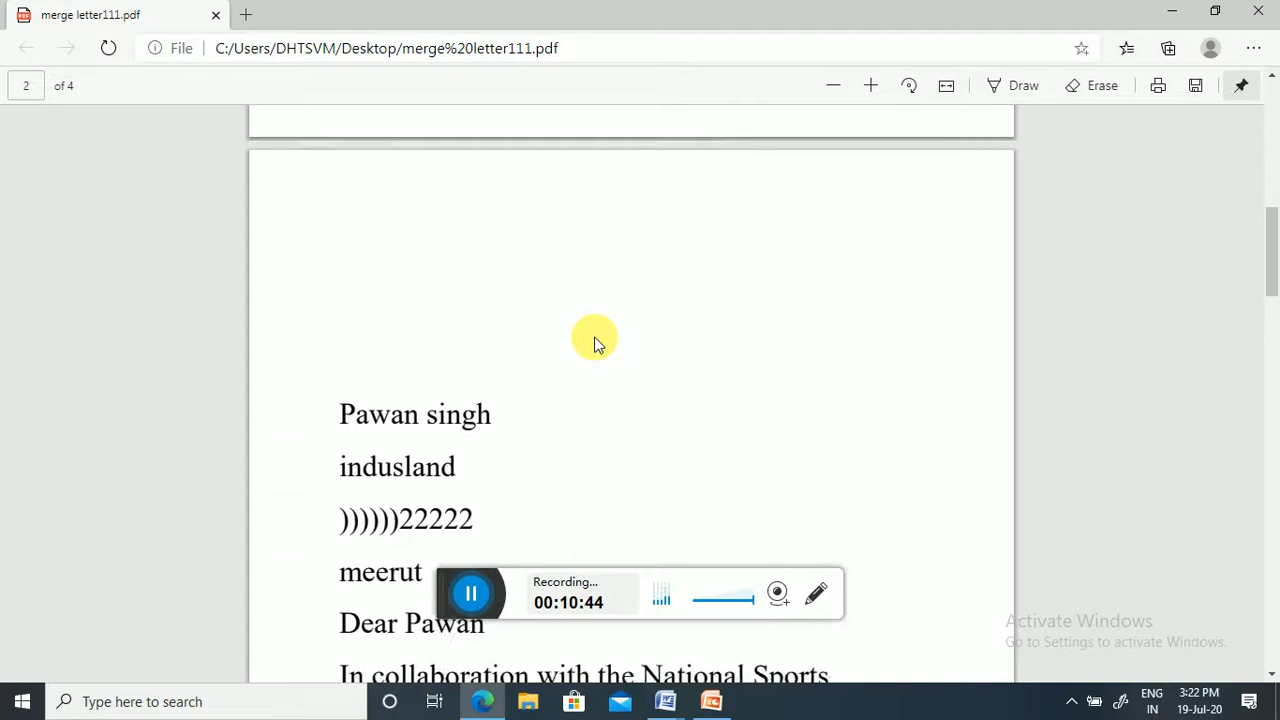 merge letter111.pdf
File C:/Users/DHTSVM/Desktop/merge%20letter111.pdf
2 of 4 Draw Erase
Pawan singh
indusland
))))))22222
meerut
Recording...
00:10:44
Dear Pawan
In collaboration with the National Sports
Activate Windows
Go to Settings to activate Windows.
Type here to search
ENG
IN
3:22 PM
19-Jul-20